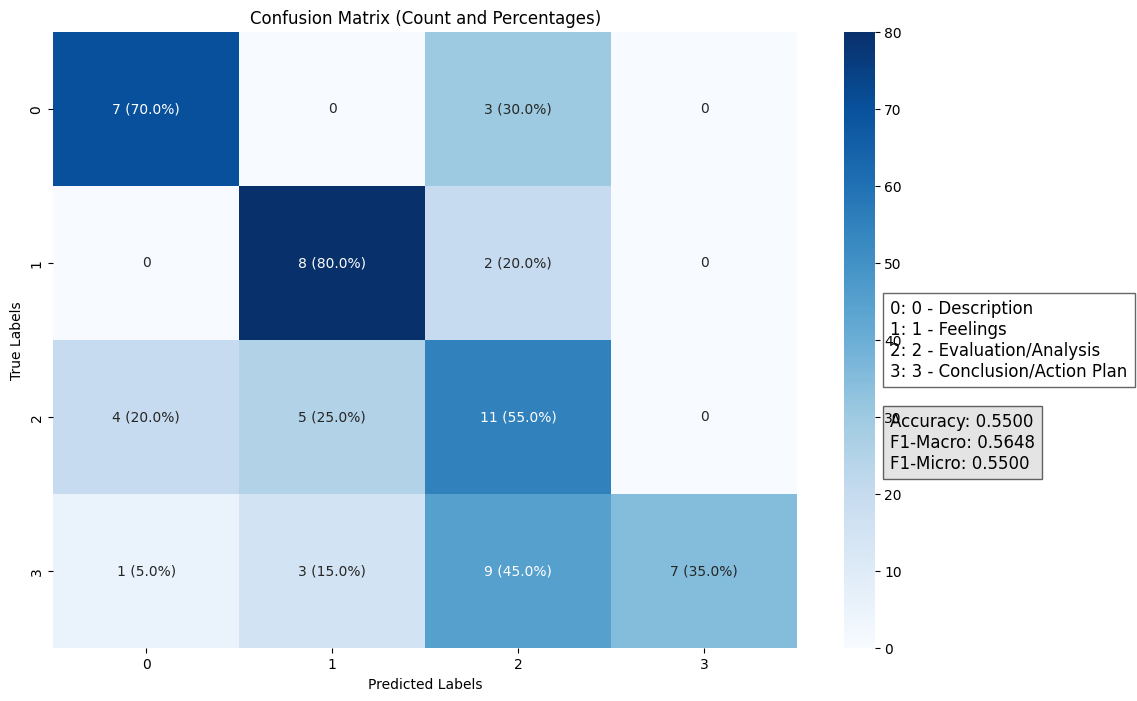 Confusion Matrix (Count and Percentages)
0
7 (70.0%) 0 3 (30.0%) 0
1
0 8 (80.0%) 2 (20.0%) 0
2
4 (20.0%) 5 (25.0%) 11 (55.0%) 0
3
1 (5.0%) 3 (15.0%) 9 (45.0%) 7 (35.0%)
0 1 2 3
Predicted Labels
True Labels
80
70
60
50
40
30
20
10
0
0: 0 - Description
1: 1 - Feelings
2: 2 - Evaluation/Analysis
3: 3 - Conclusion/Action Plan
Accuracy: 0.5500
F1-Macro: 0.5648
F1-Micro: 0.5500